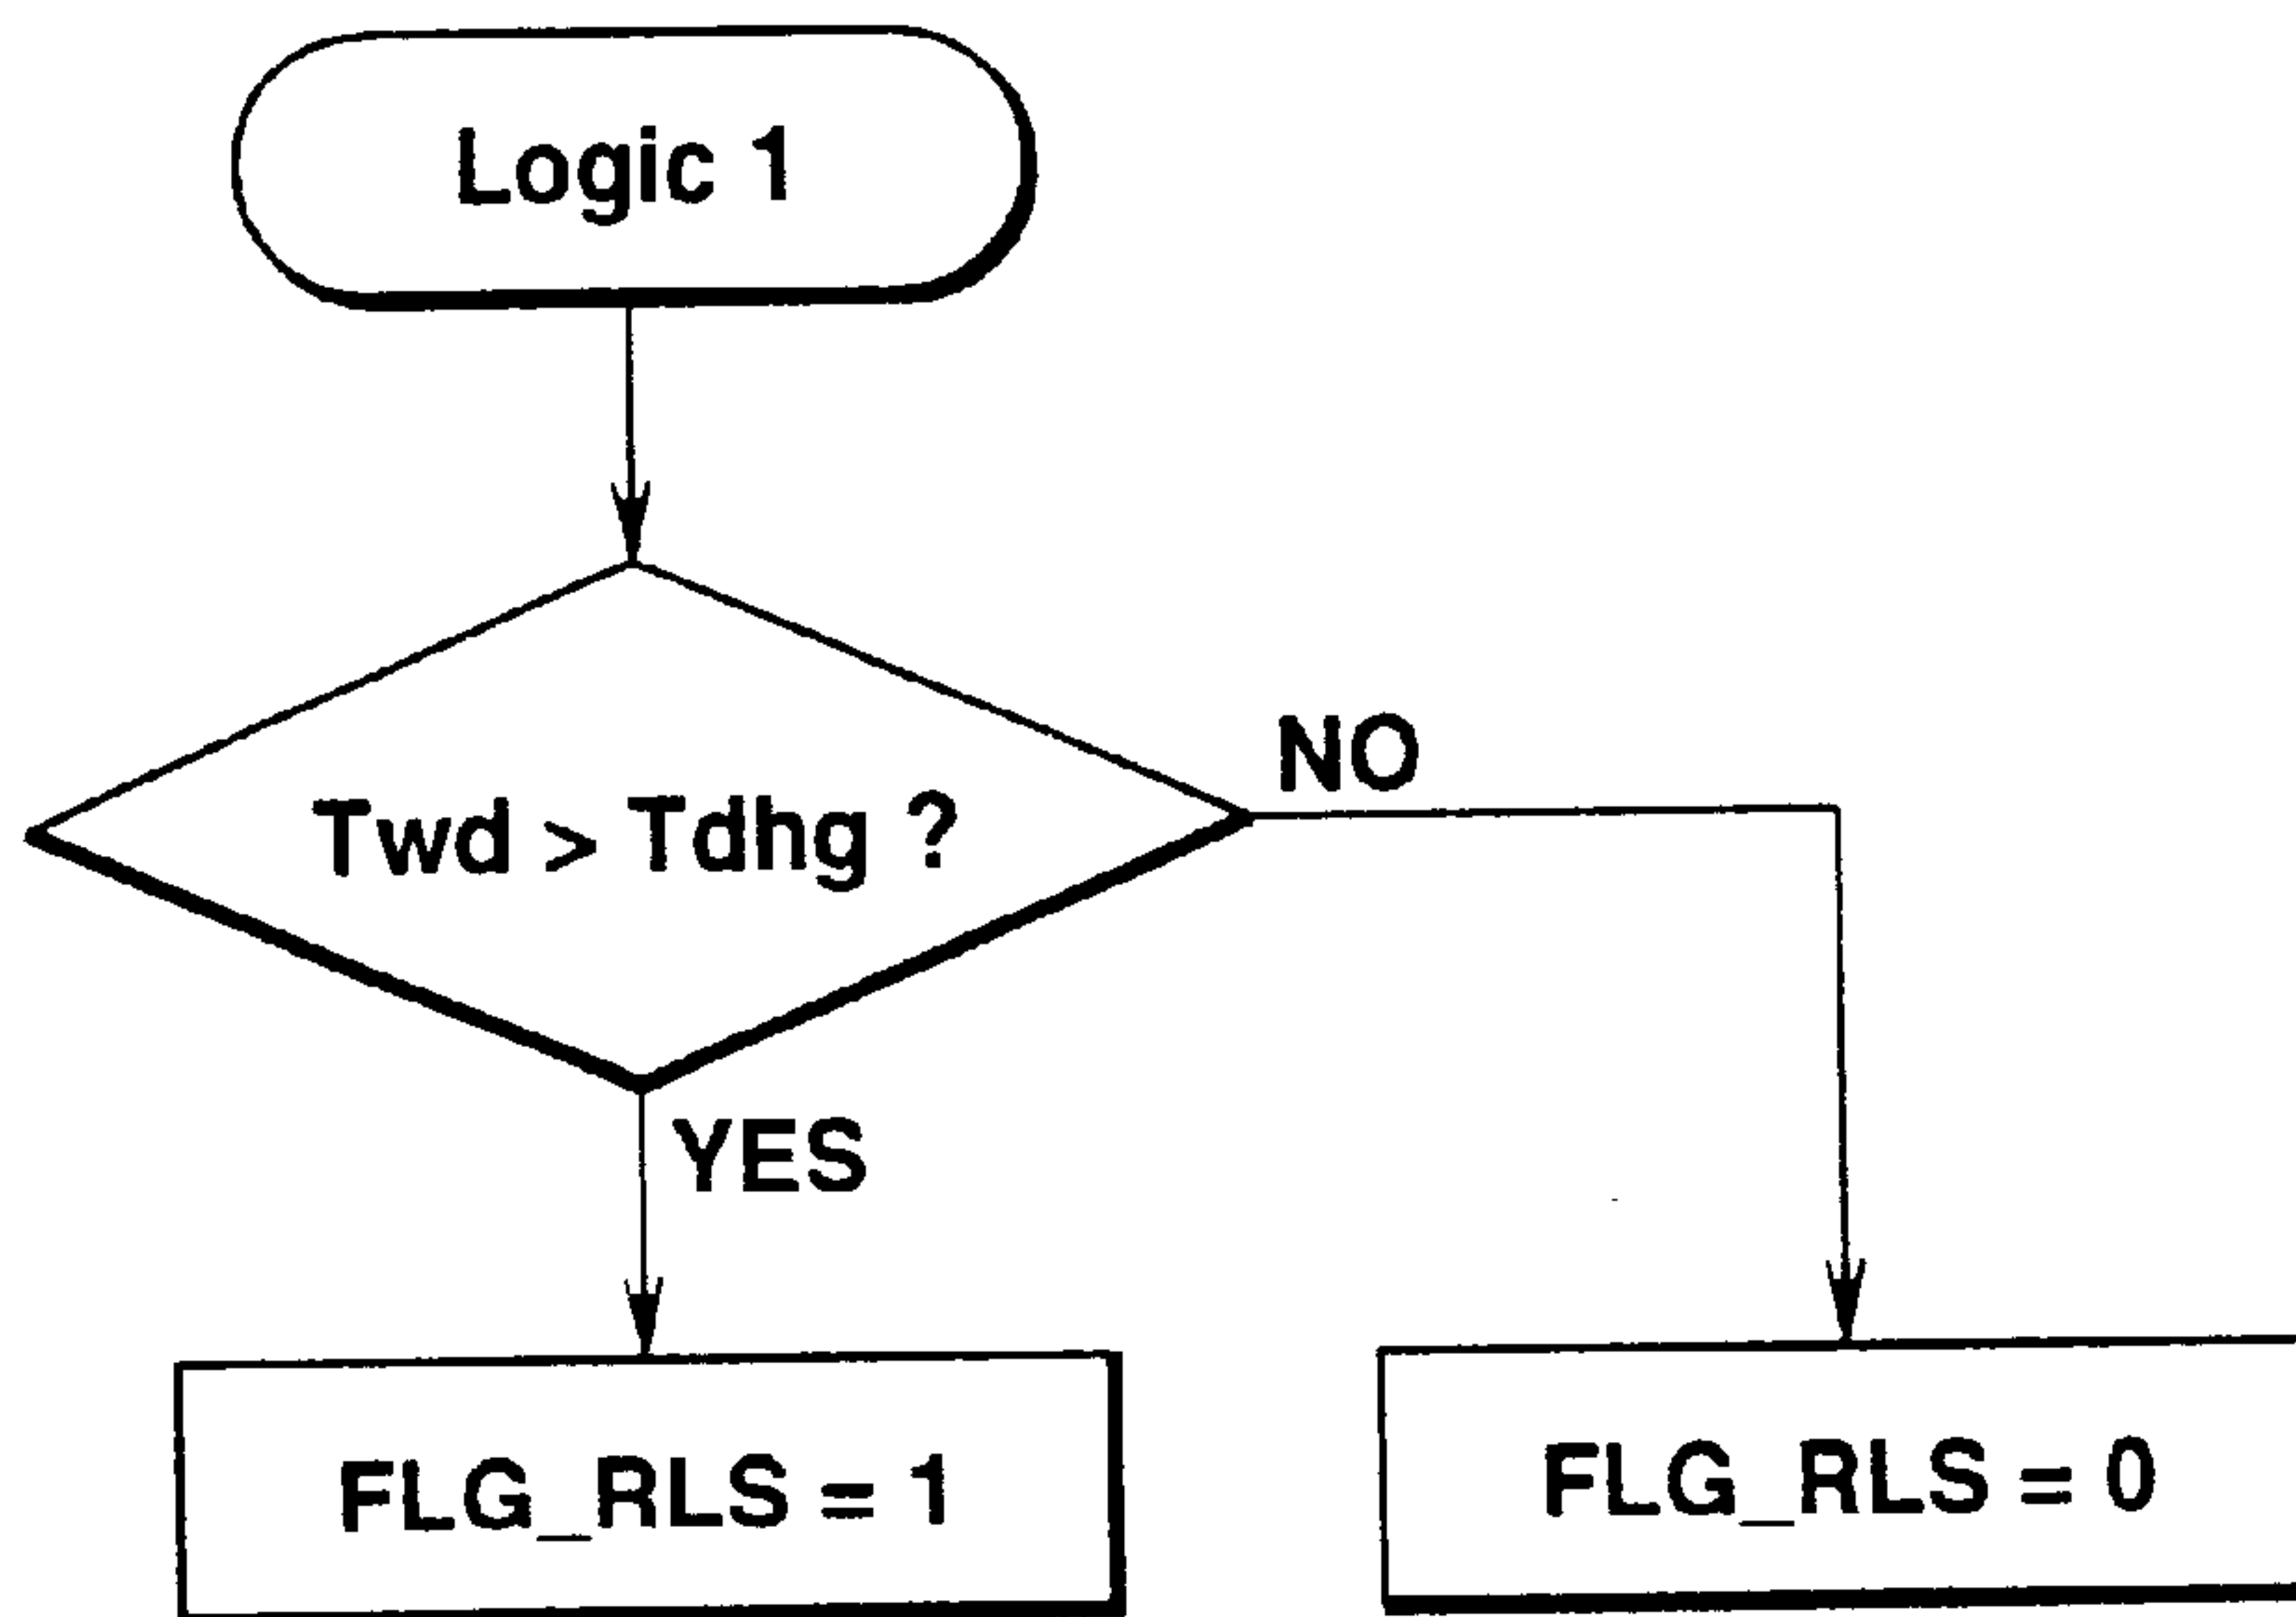 Logic 1
NO
Twd > Tdhg ?
YES
FLG_RLS = 1
FLG_RLS = 0